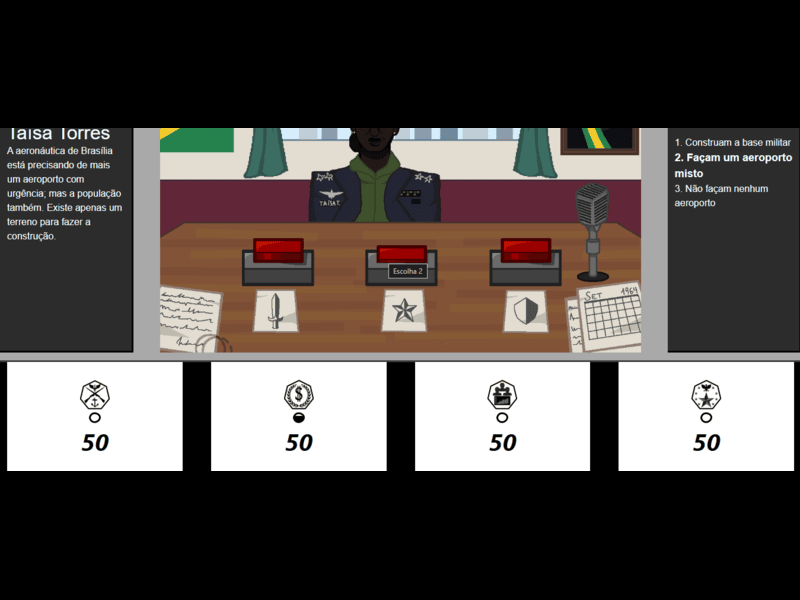 Taísa Torres
A aeronáutica de Brasília
está precisando de mais
um aeroporto com
urgência; mas a população
também. Existe apenas um
terreno para fazer a
construção.
TAÍSA T.
Escolha 2
SET 1964
1. Construam a base militar
2. Façam um aeroporto
misto
3. Não façam nenhum
aeroporto
50
$
50
50
50